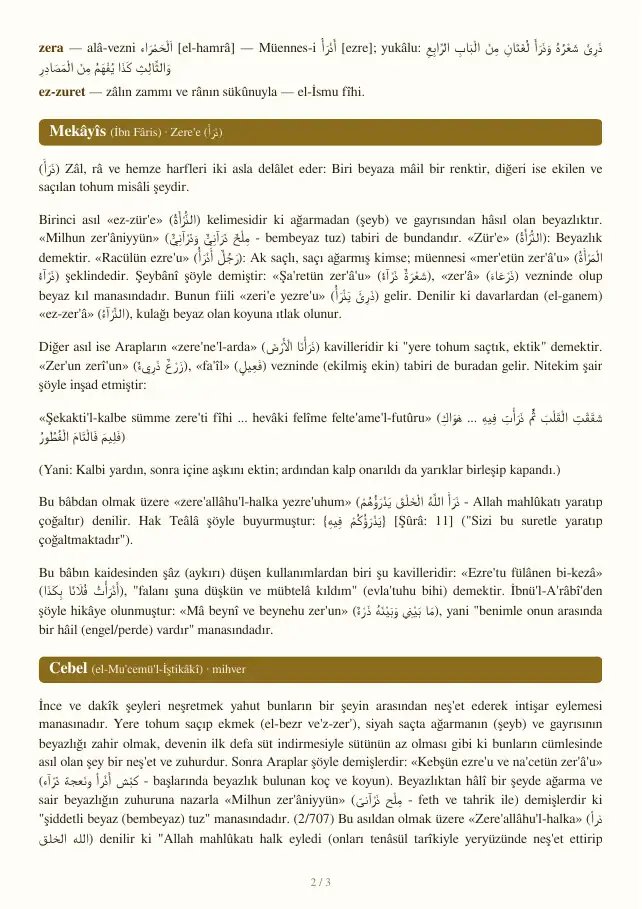 zera — alâ-vezni اَلْحَمْرَاء [el-hamrâ] — Müennes-i أَذْرَأُ [ezre]; yukâlu: ذَرِئَ شَعْرُهُ وَذَرَأَ لُغَتَانِ مِنَ الْبَابِ الرَّابِعِ
وَالثَّالِثِ كَذَا يُفْهَمُ مِنَ الْمَصَادِرِ
ez-zuret — zâlın zammı ve rânın sükûnuyla — el-İsmu fîhi.
Mekâyîs (İbn Fâris) · Zere'e (ذرأ)
(ذَرَأَ) Zâl, râ ve hemze harfleri iki asla delâlet eder: Biri beyaza mâil bir renktir, diğeri ise ekilen ve
saçılan tohum misâli şeydir.
Birinci asıl «ez-zür'e» (الذُّرْأَةُ) kelimesidir ki ağarmadan (şeyb) ve gayrısından hâsıl olan beyazlıktır.
«Milhun zer'âniyyün» (مِلْحٌ ذَرْآنِيٌّ وَذَرَآنِيٌّ - bembeyaz tuz) tabiri de bundandır. «Zür'e» (الذُّرْأَةُ): Beyazlık
demektir. «Racülün ezre'u» (رَجُلٌ أَذْرَأُ): Ak saçlı, saçı ağarmış kimse; müennesi «mer'etün zer'â'u» (امْرَأَةٌ
ذَرْآءُ) şeklindedir. Şeybânî şöyle demiştir: «Şa'retün zer'â'u» (شَعْرَةٌ ذَرْآءُ), «zer'â» (ذَرْعَاءَ) vezninde olup
beyaz kıl manasındadır. Bunun fiili «zeri'e yezre'u» (ذَرِئَ يَذْرَأُ) gelir. Denilir ki davarlardan (el-ganem)
«ez-zer'â» (الذَّرْآءُ), kulağı beyaz olan koyuna ıtlak olunur.
Diğer asıl ise Arapların «zere'ne'l-arda» (ذَرَأْنَا الْأَرْضَ) kavilleridir ki "yere tohum saçtık, ektik" demektir.
«Zer'un zerî'un» (زَرْعٌ ذَرِيءٌ), «fa'îl» (فَعِيلٍ) vezninde (ekilmiş ekin) tabiri de buradan gelir. Nitekim şair
şöyle inşad etmiştir:
«Şekakti'l-kalbe sümme zere'ti fîhi ... hevâki felîme felte'ame'l-futûru» (شَقَقْتِ الْقَلْبَ ثُمَّ ذَرَأْتِ فِيهِ ... هَوَاكِ
فَلِيمَ فَالْتَامَ الْفُطُورُ)
(Yani: Kalbi yardın, sonra içine aşkını ektin; ardından kalp onarıldı da yarıklar birleşip kapandı.)
Bu bâbdan olmak üzere «zere'allâhu'l-halka yezre'uhum» (ذَرَأَ اللَّهُ الْخَلْقَ يَذْرَؤُهُمْ - Allah mahlûkatı yaratıp
çoğaltır) denilir. Hak Teâlâ şöyle buyurmuştur: {يَذْرَؤُكُمْ فِيهِ} [Şûrâ: 11] ("Sizi bu suretle yaratıp
çoğaltmaktadır").
Bu bâbın kaidesinden şâz (aykırı) düşen kullanımlardan biri şu kavilleridir: «Ezre'tu fülânen bi-kezâ»
(أَذْرَأْتُ فُلَانًا بِكَذَا), "falanı şuna düşkün ve mübtelâ kıldım" (evla'tuhu bihi) demektir. İbnü'l-A'râbî'den
şöyle hikâye olunmuştur: «Mâ beynî ve beynehu zer'un» (مَا بَيْنِي وَبَيْنَهُ ذَرْءٌ), yani "benimle onun arasında
bir hâil (engel/perde) vardır" manasındadır.
Cebel (el-Mu'cemü'l-İştikâkî) · mihver
İnce ve dakîk şeyleri neşretmek yahut bunların bir şeyin arasından neş'et ederek intişar eylemesi
manasınadır. Yere tohum saçıp ekmek (el-bezr ve'z-zer'), siyah saçta ağarmanın (şeyb) ve gayrısının
beyazlığı zahir olmak, devenin ilk defa süt indirmesiyle sütünün az olması gibi ki bunların cümlesinde
asıl olan şey bir neş'et ve zuhurdur. Sonra Araplar şöyle demişlerdir: «Kebşün ezre'u ve na'cetün zer'â'u»
(كبْش أذْرأ ونعجة ذرْآء - başlarında beyazlık bulunan koç ve koyun). Beyazlıktan hâlî bir şeyde ağarma ve
sair beyazlığın zuhuruna nazarla «Milhun zer'âniyyün» (مِلْح ذَرْآنىّ - feth ve tahrik ile) demişlerdir ki
"şiddetli beyaz (bembeyaz) tuz" manasınadır. (2/707) Bu asıldan olmak üzere «Zere'allâhu'l-halka» (ذرأ
الله الخلق) denilir ki "Allah mahlûkatı halk eyledi (onları tenâsül tarîkiyle yeryüzünde neş'et ettirip
2 / 3